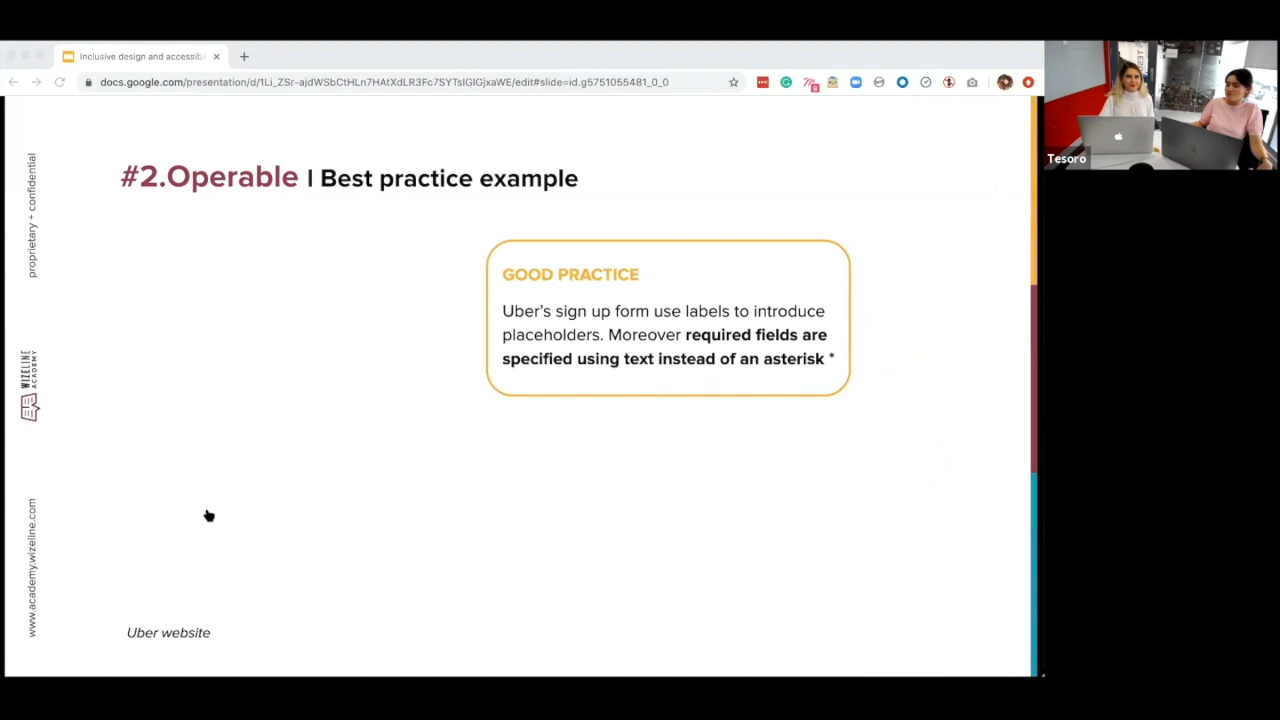 Inclusive design and accessibi
docs.google.com/presentation/d/1Li_ZSr-ajdWSbCtHLn7HAtXdLR3Fc7SYTsIGIGjxaWE/edit#slide=id.g5751055481_0_0
Tesoro
#2.Operable | Best practice example
GOOD PRACTICE
Uber's sign up form use labels to introduce
placeholders. Moreover required fields are
specified using text instead of an asterisk *
Uber website
proprietary + confidential
WIZELINE
ACADEMY
www.academy.wizeline.com